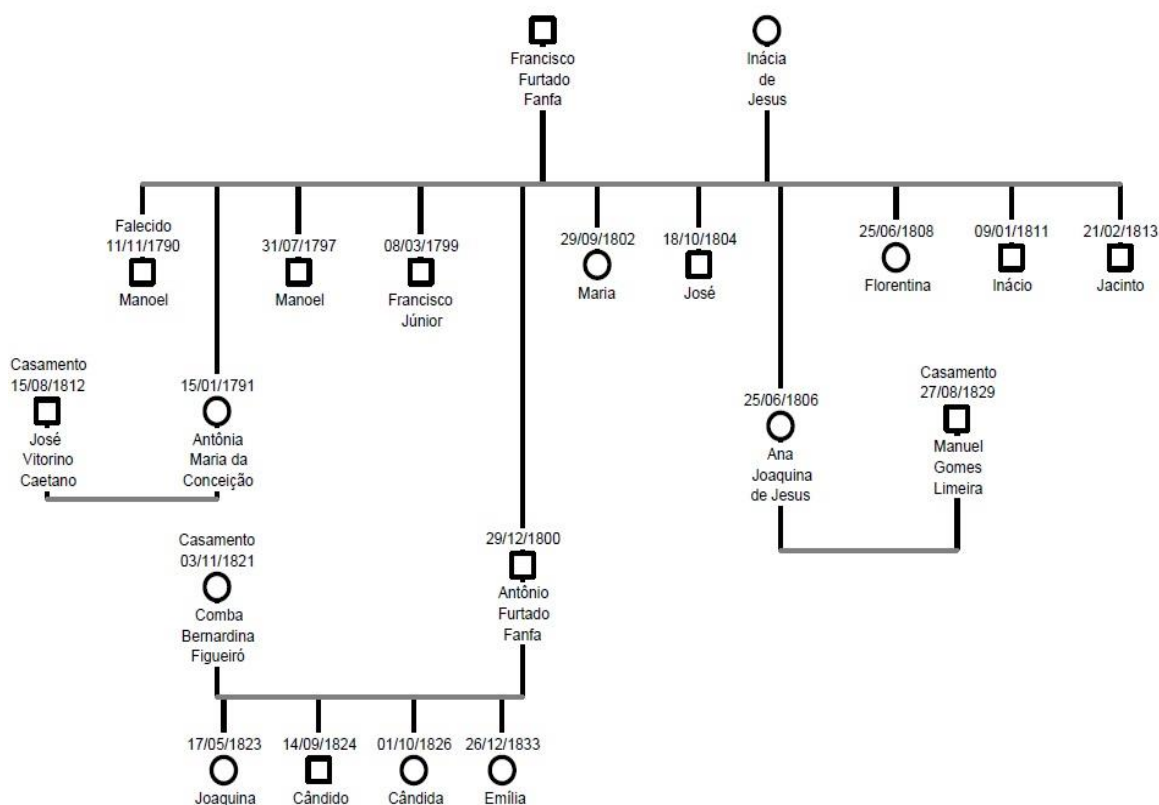 Francisco
Furtado
Fanfa
Inácia
de
Jesus
Falecido
11/11/1790
Manoel
31/07/1797
Manoel
08/03/1799
Francisco
Júnior
29/09/1802
Maria
18/10/1804
José
25/06/1808
Florentina
09/01/1811
Inácio
21/02/1813
Jacinto
Casamento
15/08/1812
José
Vitorino
Caetano
15/01/1791
Antônia
Maria da
Conceição
25/06/1806
Ana
Joaquina
de Jesus
Casamento
27/08/1829
Manuel
Gomes
Limeira
Casamento
03/11/1821
Comba
Bernardina
Figueiró
29/12/1800
Antônio
Furtado
Fanfa
17/05/1823
Joaquina
14/09/1824
Cândido
01/10/1826
Cândida
26/12/1833
Emília